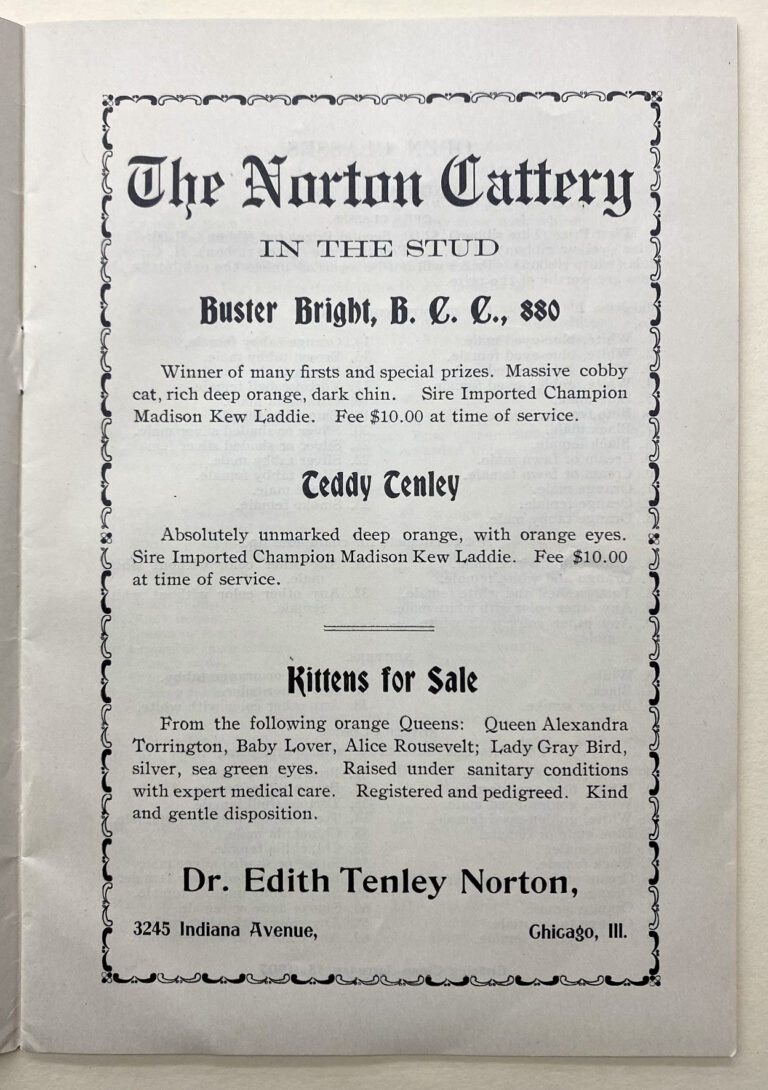 The Norton Cattery
IN THE STUD
Buster Bright, B. C. C., 880
Winner of many firsts and special prizes. Massive cobby
cat, rich deep orange, dark chin. Sire Imported Champion
Madison Kew Laddie. Fee $10.00 at time of service.
Teddy Tenley
Absolutely unmarked deep orange, with orange eyes.
Sire Imported Champion Madison Kew Laddie. Fee $10.00
at time of service.
Kittens for Sale
From the following orange Queens: Queen Alexandra
Torrington, Baby Lover, Alice Rousevelt; Lady Gray Bird,
silver, sea green eyes. Raised under sanitary conditions
with expert medical care. Registered and pedigreed. Kind
and gentle disposition.
Dr. Edith Tenley Norton,
3245 Indiana Avenue, Chicago, Ill.